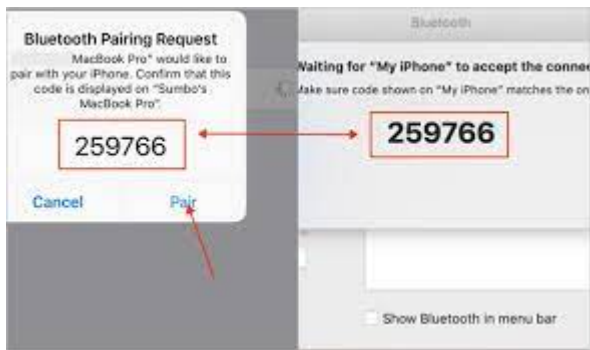 Bluetooth Pairing Request
MacBook Pro" would like to
pair with your iPhone. Confirm that this
code is displayed on "Sumbo's
MacBook Pro".
259766
Cancel
Pair
Bluetooth
Waiting for "My iPhone" to accept the connec
Make sure code shown on "My iPhone" matches the on
259766
Show Bluetooth in menu bar